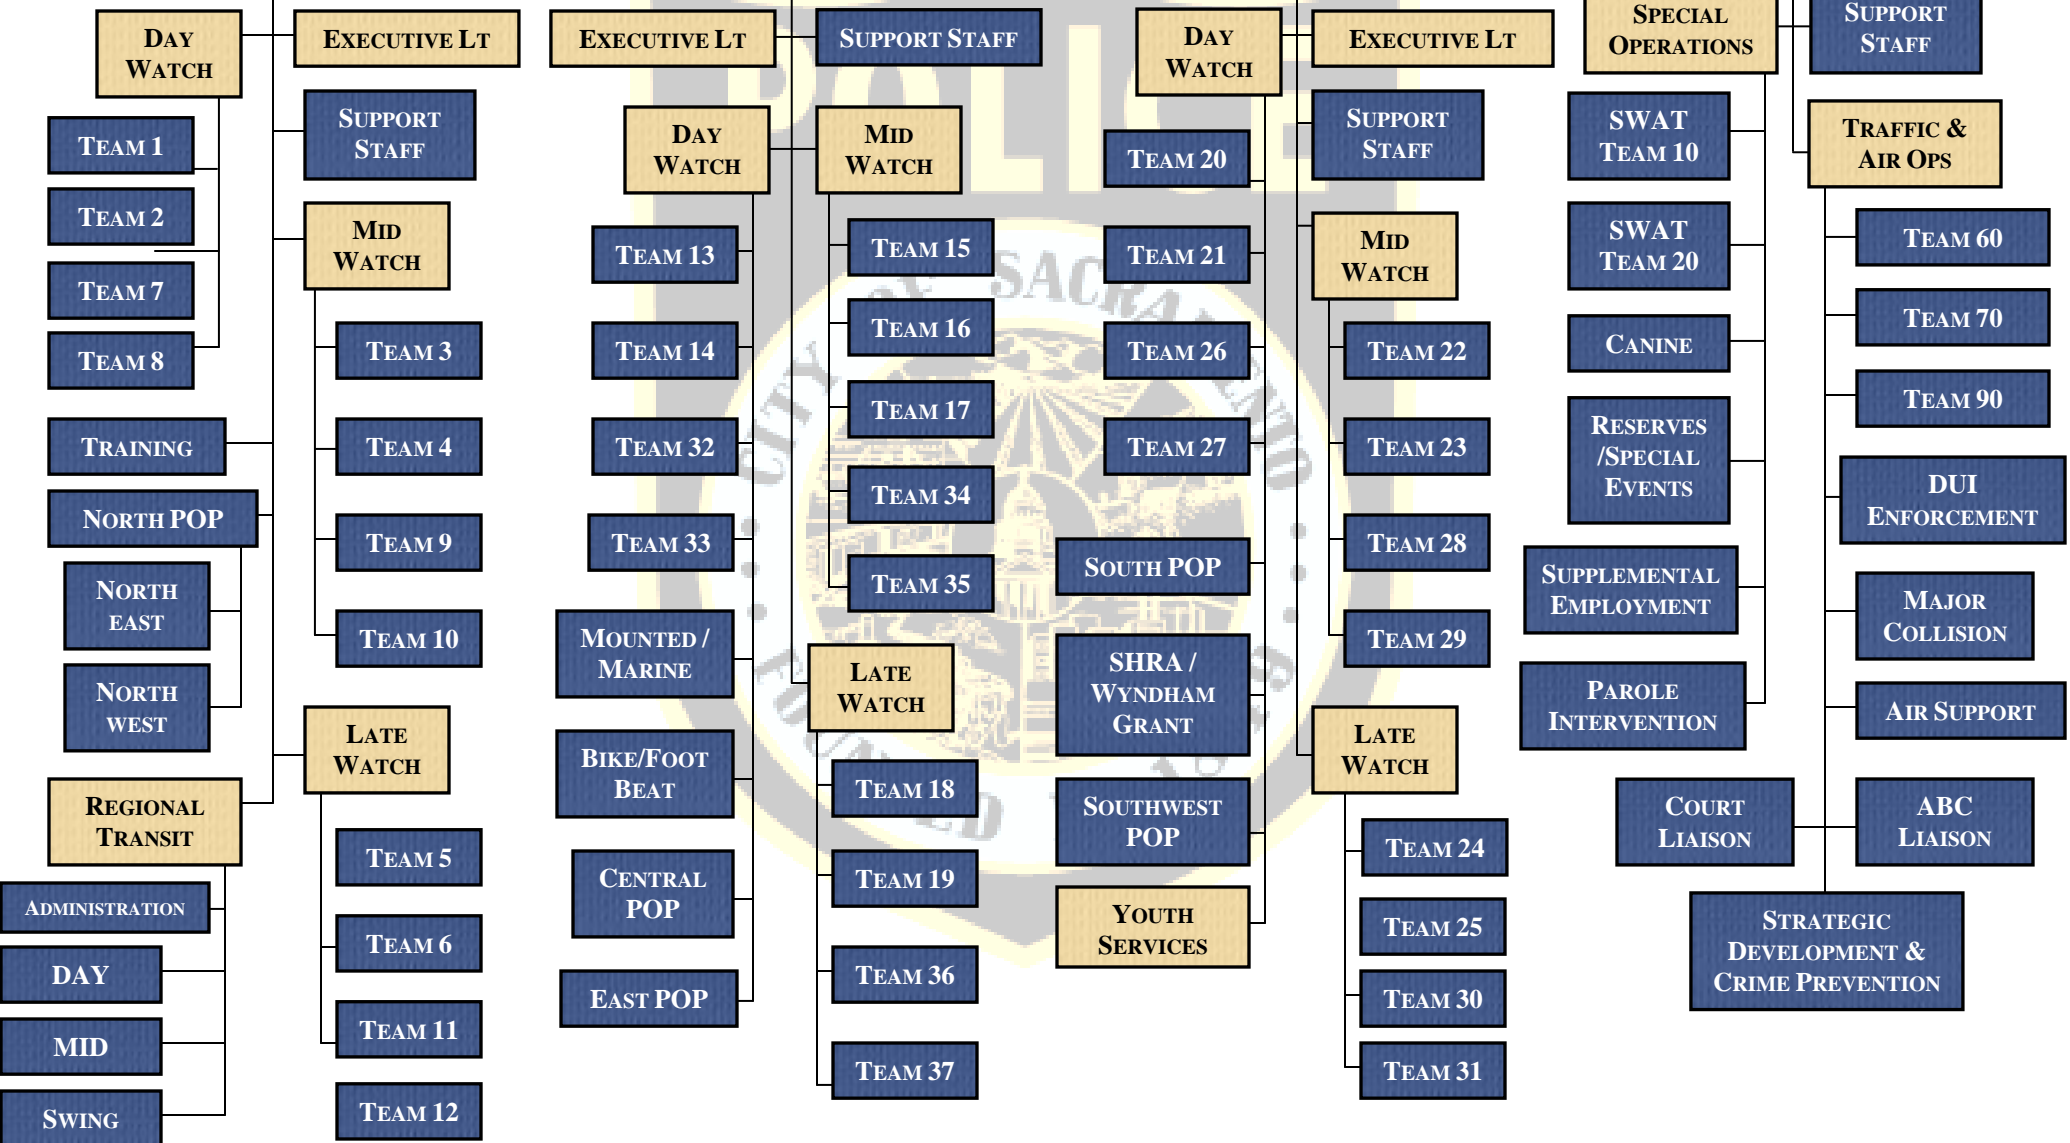 DAY
WATCH
EXECUTIVE LT
SUPPORT
STAFF
TEAM 1
TEAM 2
TEAM 7
TEAM 8
MID
WATCH
TEAM 3
TEAM 4
TEAM 9
TEAM 10
TRAINING
NORTH POP
NORTH
EAST
NORTH
WEST
LATE
WATCH
TEAM 5
TEAM 6
TEAM 11
TEAM 12
REGIONAL
TRANSIT
ADMINISTRATION
DAY
MID
SWING
EXECUTIVE LT
SUPPORT STAFF
DAY
WATCH
TEAM 13
TEAM 14
TEAM 32
TEAM 33
MOUNTED /
MARINE
BIKE/FOOT
BEAT
CENTRAL
POP
EAST POP
MID
WATCH
TEAM 15
TEAM 16
TEAM 17
TEAM 34
TEAM 35
LATE
WATCH
TEAM 18
TEAM 19
TEAM 36
TEAM 37
DAY
WATCH
EXECUTIVE LT
SUPPORT
STAFF
TEAM 20
TEAM 21
TEAM 26
TEAM 27
SOUTH POP
SHRA /
WYNDHAM
GRANT
SOUTHWEST
POP
YOUTH
SERVICES
MID
WATCH
TEAM 22
TEAM 23
TEAM 28
TEAM 29
LATE
WATCH
TEAM 24
TEAM 25
TEAM 30
TEAM 31
SPECIAL
OPERATIONS
SUPPORT
STAFF
SWAT
TEAM 10
SWAT
TEAM 20
CANINE
RESERVES
/SPECIAL
EVENTS
SUPPLEMENTAL
EMPLOYMENT
PAROLE
INTERVENTION
TRAFFIC &
AIR OPS
TEAM 60
TEAM 70
TEAM 90
DUI
ENFORCEMENT
MAJOR
COLLISION
AIR SUPPORT
COURT
LIAISON
ABC
LIAISON
STRATEGIC
DEVELOPMENT &
CRIME PREVENTION
POLICE
CITY